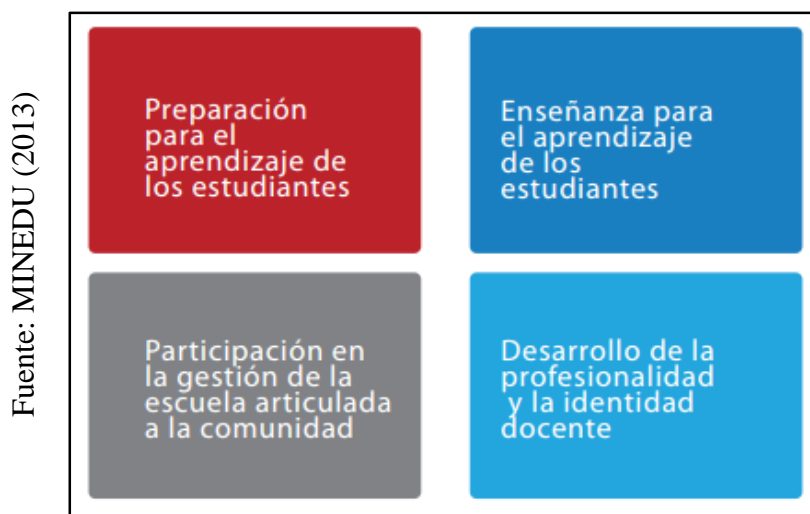 Fuente: MINEDU (2013)
Preparación
para el
aprendizaje de
los estudiantes
Enseñanza para
el aprendizaje
de los
estudiantes
Participación en
la gestión de la
escuela articulada
a la comunidad
Desarrollo de la
profesionalidad
y la identidad
docente